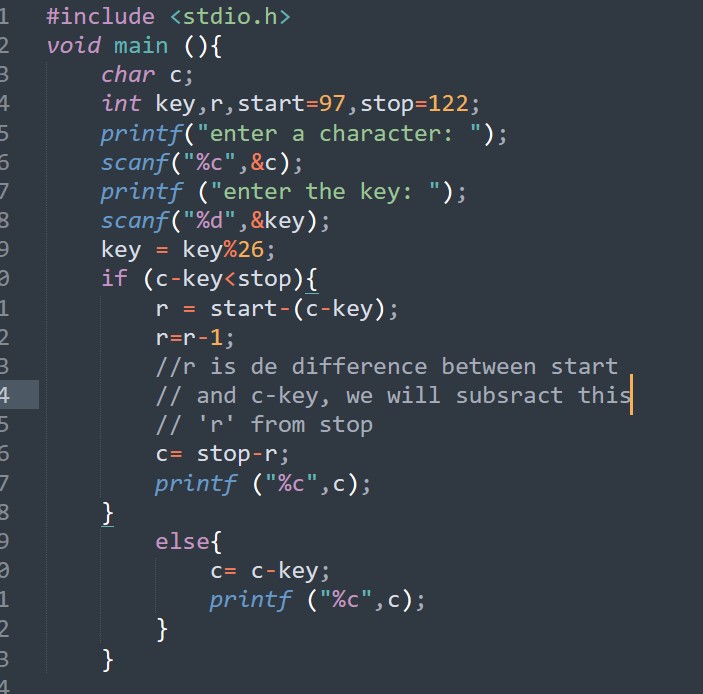 1 #include <stdio.h>
2 void main (){
3 char c;
4 int key,r,start=97,stop=122;
5 printf("enter a character: ");
6 scanf("%c",&c);
7 printf ("enter the key: ");
8 scanf("%d",&key);
9 key = key%26;
0 if (c-key<stop){
1 r = start-(c-key);
2 r=r-1;
3 //r is de difference between start
4 // and c-key, we will subsract this
5 // 'r' from stop
6 c= stop-r;
7 printf ("%c",c);
8 }
9 else{
0 c= c-key;
1 printf ("%c",c);
2 }
3 }
4